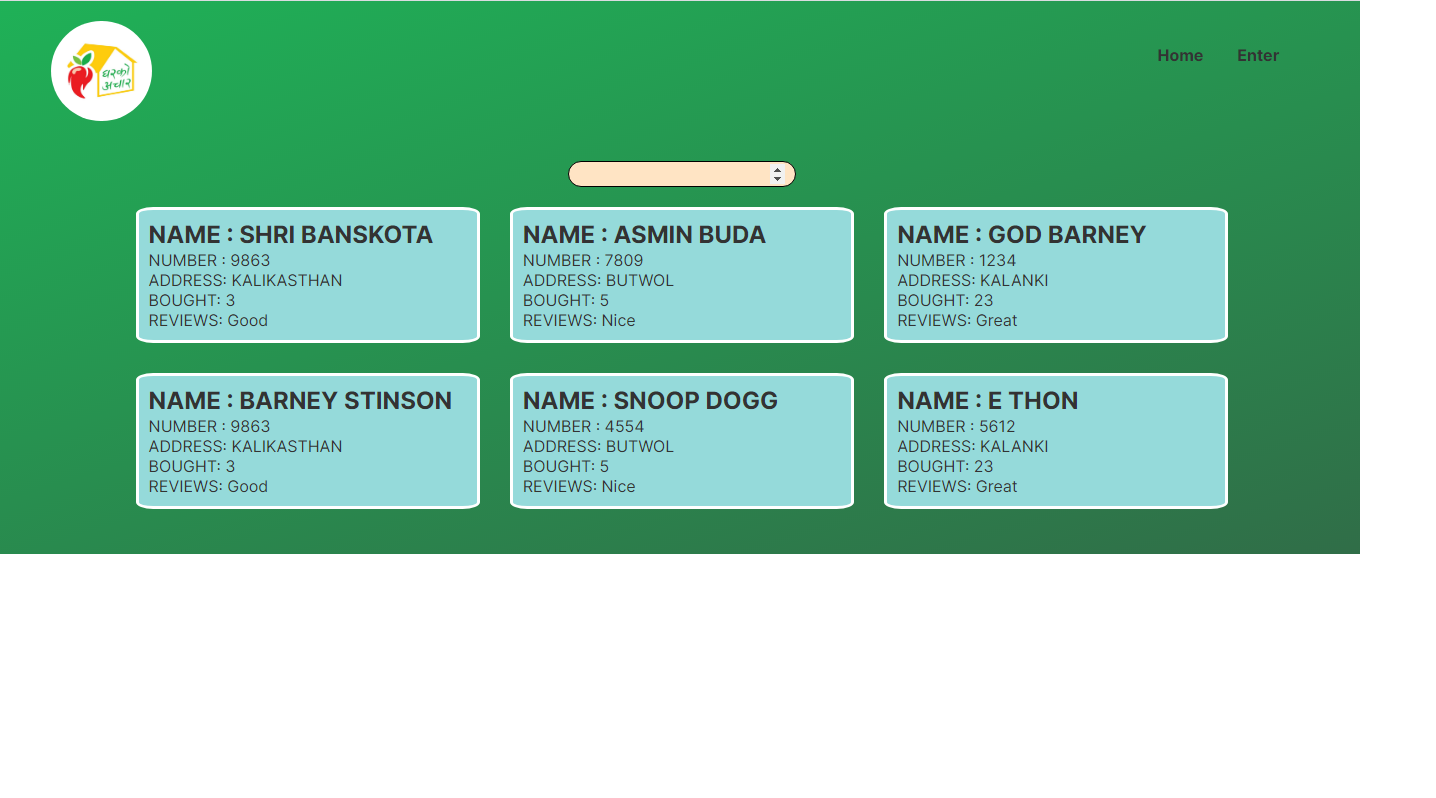 घरको
अचार
Home Enter
NAME : SHRI BANSKOTA
NUMBER : 9863
ADDRESS: KALIKASTHAN
BOUGHT: 3
REVIEWS: Good
NAME : ASMIN BUDA
NUMBER : 7809
ADDRESS: BUTWOL
BOUGHT: 5
REVIEWS: Nice
NAME : GOD BARNEY
NUMBER : 1234
ADDRESS: KALANKI
BOUGHT: 23
REVIEWS: Great
NAME : BARNEY STINSON
NUMBER : 9863
ADDRESS: KALIKASTHAN
BOUGHT: 3
REVIEWS: Good
NAME : SNOOP DOGG
NUMBER : 4554
ADDRESS: BUTWOL
BOUGHT: 5
REVIEWS: Nice
NAME : E THON
NUMBER : 5612
ADDRESS: KALANKI
BOUGHT: 23
REVIEWS: Great